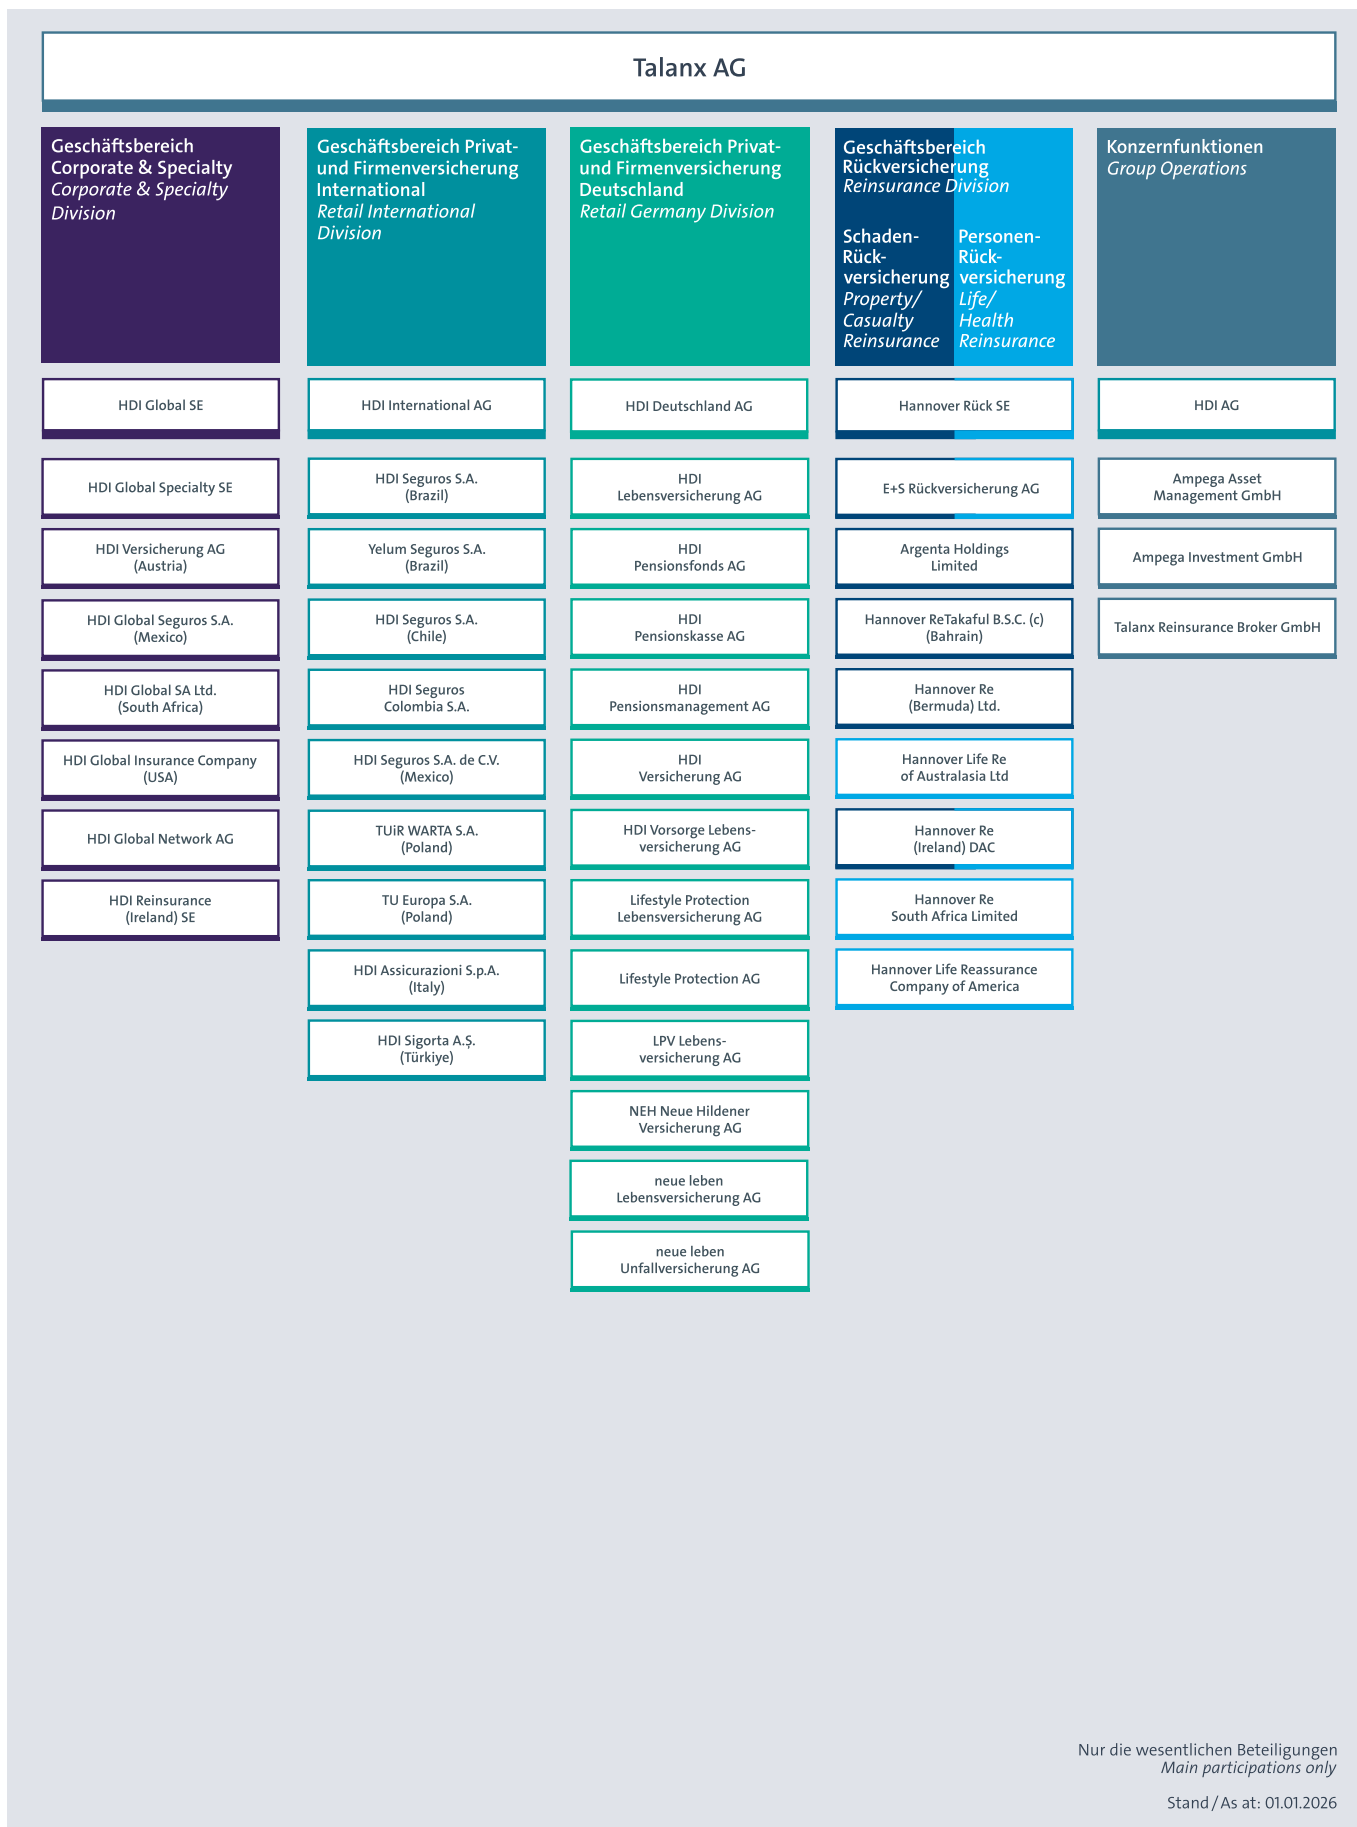 Talanx AG
Geschäftsbereich
Corporate & Specialty
Corporate & Specialty
Division
HDI Global SE
HDI Global Specialty SE
HDI Versicherung AG
(Austria)
HDI Global Seguros S.A.
(Mexico)
HDI Global SA Ltd.
(South Africa)
HDI Global Insurance Company
(USA)
HDI Global Network AG
HDI Reinsurance
(Ireland) SE
Geschäftsbereich Privat-
und Firmenversicherung
International
Retail International
Division
HDI International AG
HDI Seguros S.A.
(Brazil)
Yelum Seguros S.A.
(Brazil)
HDI Seguros S.A.
(Chile)
HDI Seguros
Colombia S.A.
HDI Seguros S.A. de C.V.
(Mexico)
TUiR WARTA S.A.
(Poland)
TU Europa S.A.
(Poland)
HDI Assicurazioni S.p.A.
(Italy)
HDI Sigorta A.Ş.
(Türkiye)
Geschäftsbereich Privat-
und Firmenversicherung
Deutschland
Retail Germany Division
HDI Deutschland AG
HDI
Lebensversicherung AG
HDI
Pensionsfonds AG
HDI
Pensionskasse AG
HDI
Pensionsmanagement AG
HDI
Versicherung AG
HDI Vorsorge Lebens-
versicherung AG
Lifestyle Protection
Lebensversicherung AG
Lifestyle Protection AG
LPV Lebens-
versicherung AG
NEH Neue Hildener
Versicherung AG
neue leben
Lebensversicherung AG
neue leben
Unfallversicherung AG
Geschäftsbereich
Rückversicherung
Reinsurance Division
Schaden-
Rück-
versicherung
Property/
Casualty
Reinsurance
Personen-
Rück-
versicherung
Life/
Health
Reinsurance
Hannover Rück SE
E+S Rückversicherung AG
Argenta Holdings
Limited
Hannover ReTakaful B.S.C. (c)
(Bahrain)
Hannover Re
(Bermuda) Ltd.
Hannover Life Re
of Australasia Ltd
Hannover Re
(Ireland) DAC
Hannover Re
South Africa Limited
Hannover Life Reassurance
Company of America
Konzernfunktionen
Group Operations
HDI AG
Ampega Asset
Management GmbH
Ampega Investment GmbH
Talanx Reinsurance Broker GmbH
Nur die wesentlichen Beteiligungen
Main participations only
Stand / As at: 01.01.2026